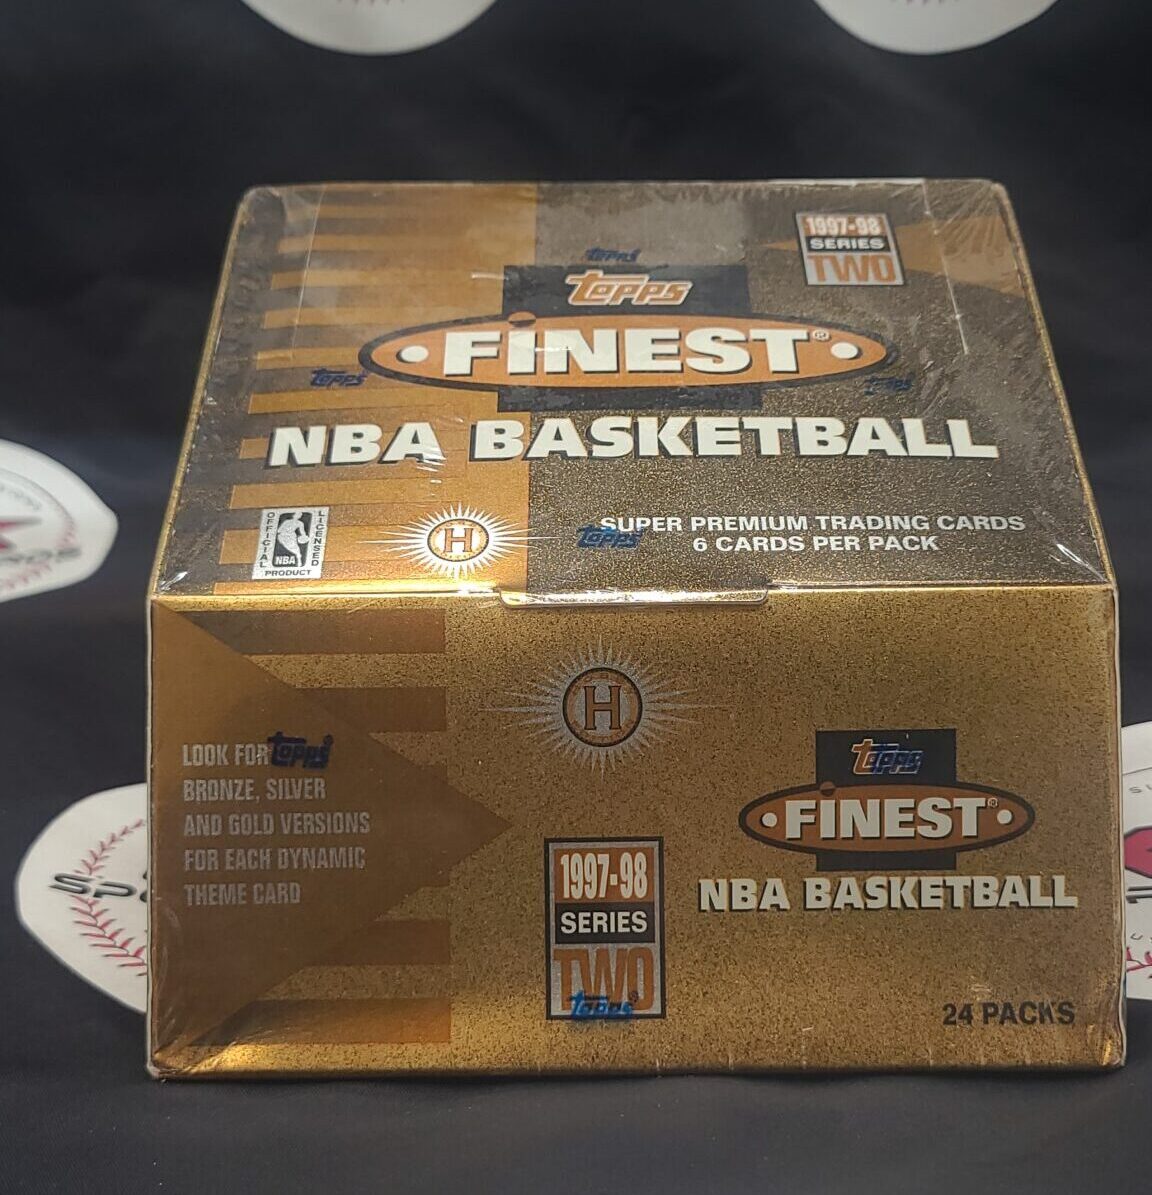 1997-98
SERIES
TWO
Topps
Topps
FiNEST®
Topps
Topps
NBA BASKETBALL
OFFICIAL
LICENSED
NBA
PRODUCT
H
Topps
SUPER PREMIUM TRADING CARDS
6 CARDS PER PACK
H
LOOK FOR Topps®
BRONZE, SILVER
AND GOLD VERSIONS
FOR EACH DYNAMIC
THEME CARD
1997-98
SERIES
TWO
Topps®
Topps
FiNEST®
NBA BASKETBALL
24 PACKS